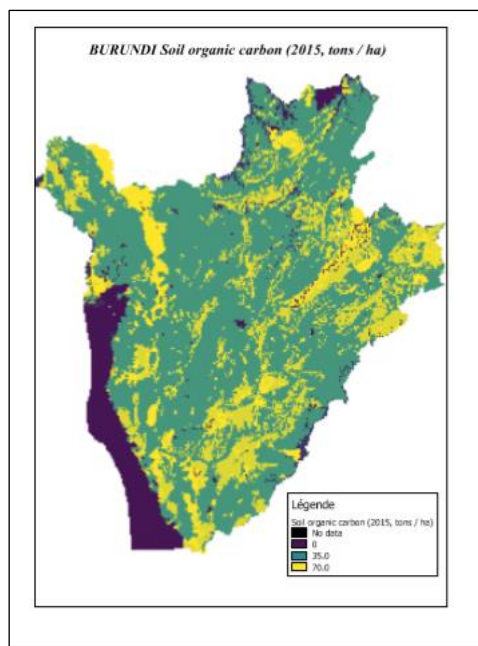 BURUNDI Soil organic carbon (2015, tons / ha)
Légende
Soil organic carbon (2015, tons / ha)
No data
0
35.0
70.0